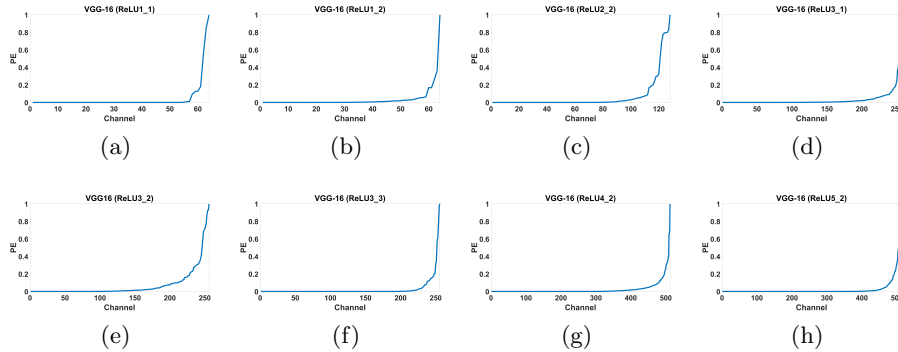 VGG-16 (ReLU1_1)
PE
1
0.8
0.6
0.4
0.2
0
0 10 20 30 40 50 60
Channel
(a)
VGG-16 (ReLU1_2)
PE
1
0.8
0.6
0.4
0.2
0
0 10 20 30 40 50 60
Channel
(b)
VGG-16 (ReLU2_2)
PE
1
0.8
0.6
0.4
0.2
0
0 20 40 60 80 100 120
Channel
(c)
VGG-16 (ReLU3_1)
PE
1
0.8
0.6
0.4
0.2
0
0 50 100 150 200 25
Channel
(d)
VGG16 (ReLU3_2)
PE
1
0.8
0.6
0.4
0.2
0
0 50 100 150 200 250
Channel
(e)
VGG-16 (ReLU3_3)
PE
1
0.8
0.6
0.4
0.2
0
0 50 100 150 200 250
Channel
(f)
VGG-16 (ReLU4_2)
PE
1
0.8
0.6
0.4
0.2
0
0 100 200 300 400 500
Channel
(g)
VGG-16 (ReLU5_2)
PE
1
0.8
0.6
0.4
0.2
0
0 100 200 300 400 50
Channel
(h)